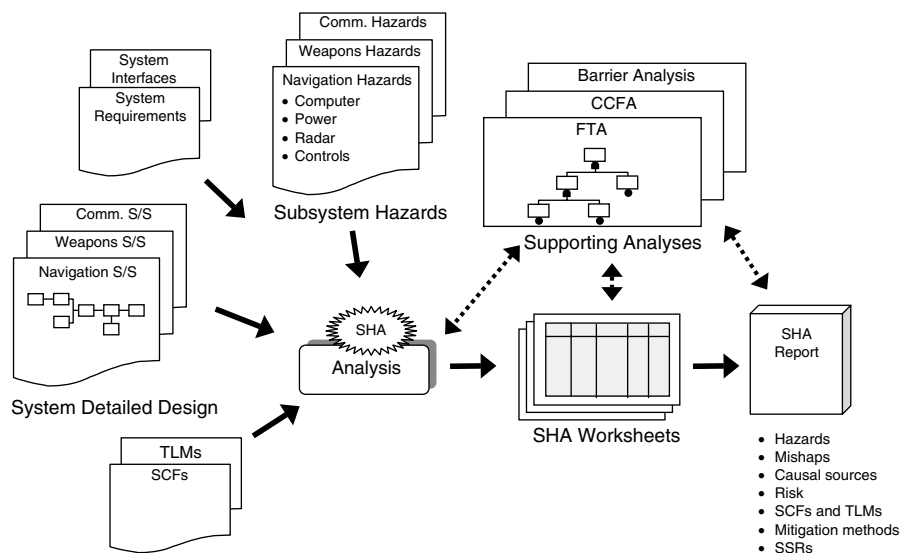 Comm. Hazards
Weapons Hazards
Navigation Hazards
• Computer
• Power
• Radar
• Controls
Subsystem Hazards
System
Interfaces
System
Requirements
Barrier Analysis
CCFA
FTA
Supporting Analyses
Comm. S/S
Weapons S/S
Navigation S/S
System Detailed Design
SHA
Analysis
SHA Worksheets
SHA
Report
TLMs
SCFs
• Hazards
• Mishaps
• Causal sources
• Risk
• SCFs and TLMs
• Mitigation methods
• SSRs